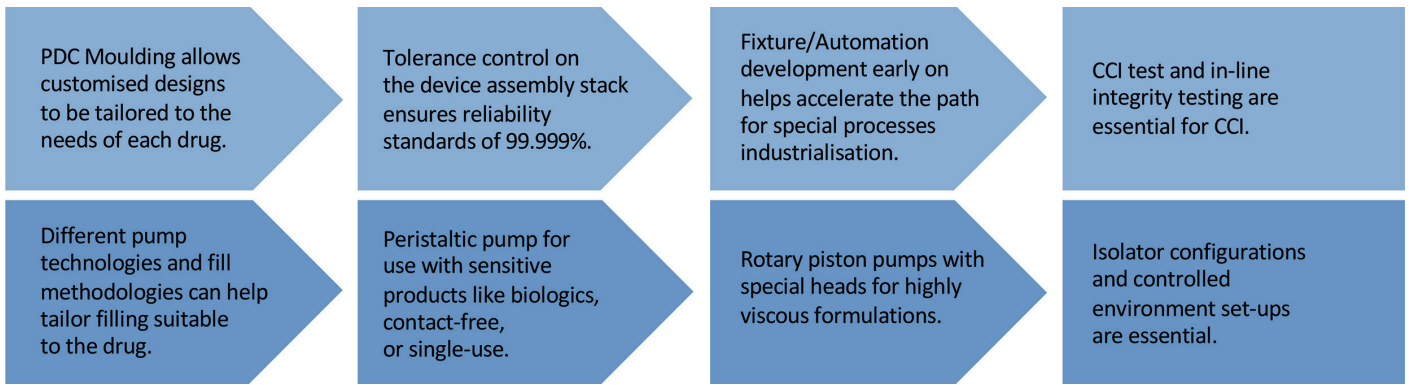 PDC Moulding allows
customised designs
to be tailored to the
needs of each drug.
Tolerance control on
the device assembly stack
ensures reliability
standards of 99.999%.
Fixture/Automation
development early on
helps accelerate the path
for special processes
industrialisation.
CCI test and in-line
integrity testing are
essential for CCI.
Different pump
technologies and fill
methodologies can help
tailor filling suitable
to the drug.
Peristaltic pump for
use with sensitive
products like biologics,
contact-free,
or single-use.
Rotary piston pumps with
special heads for highly
viscous formulations.
Isolator configurations
and controlled
environment set-ups
are essential.